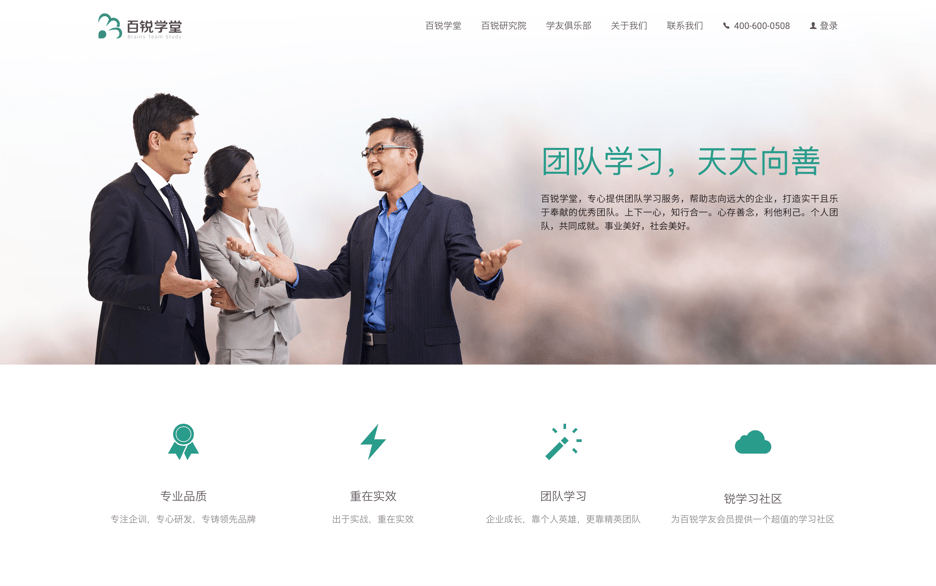 百锐学堂
Brains Team Study
百锐学堂 百锐研究院 学友俱乐部 关于我们 联系我们 400-600-0508 登录
团队学习，天天向善
百锐学堂，专心提供团队学习服务，帮助志向远大的企业，打造实干且乐
于奉献的优秀团队。上下一心，知行合一。心存善念，利他利己。个人团
队，共同成就。事业美好，社会美好。
专业品质 重在实效 团队学习 锐学习社区
专注企训，专心研发，专铸领先品牌 出于实战，重在实效 企业成长，靠个人英雄，更靠精英团队 为百锐学友会员提供一个超值的学习社区